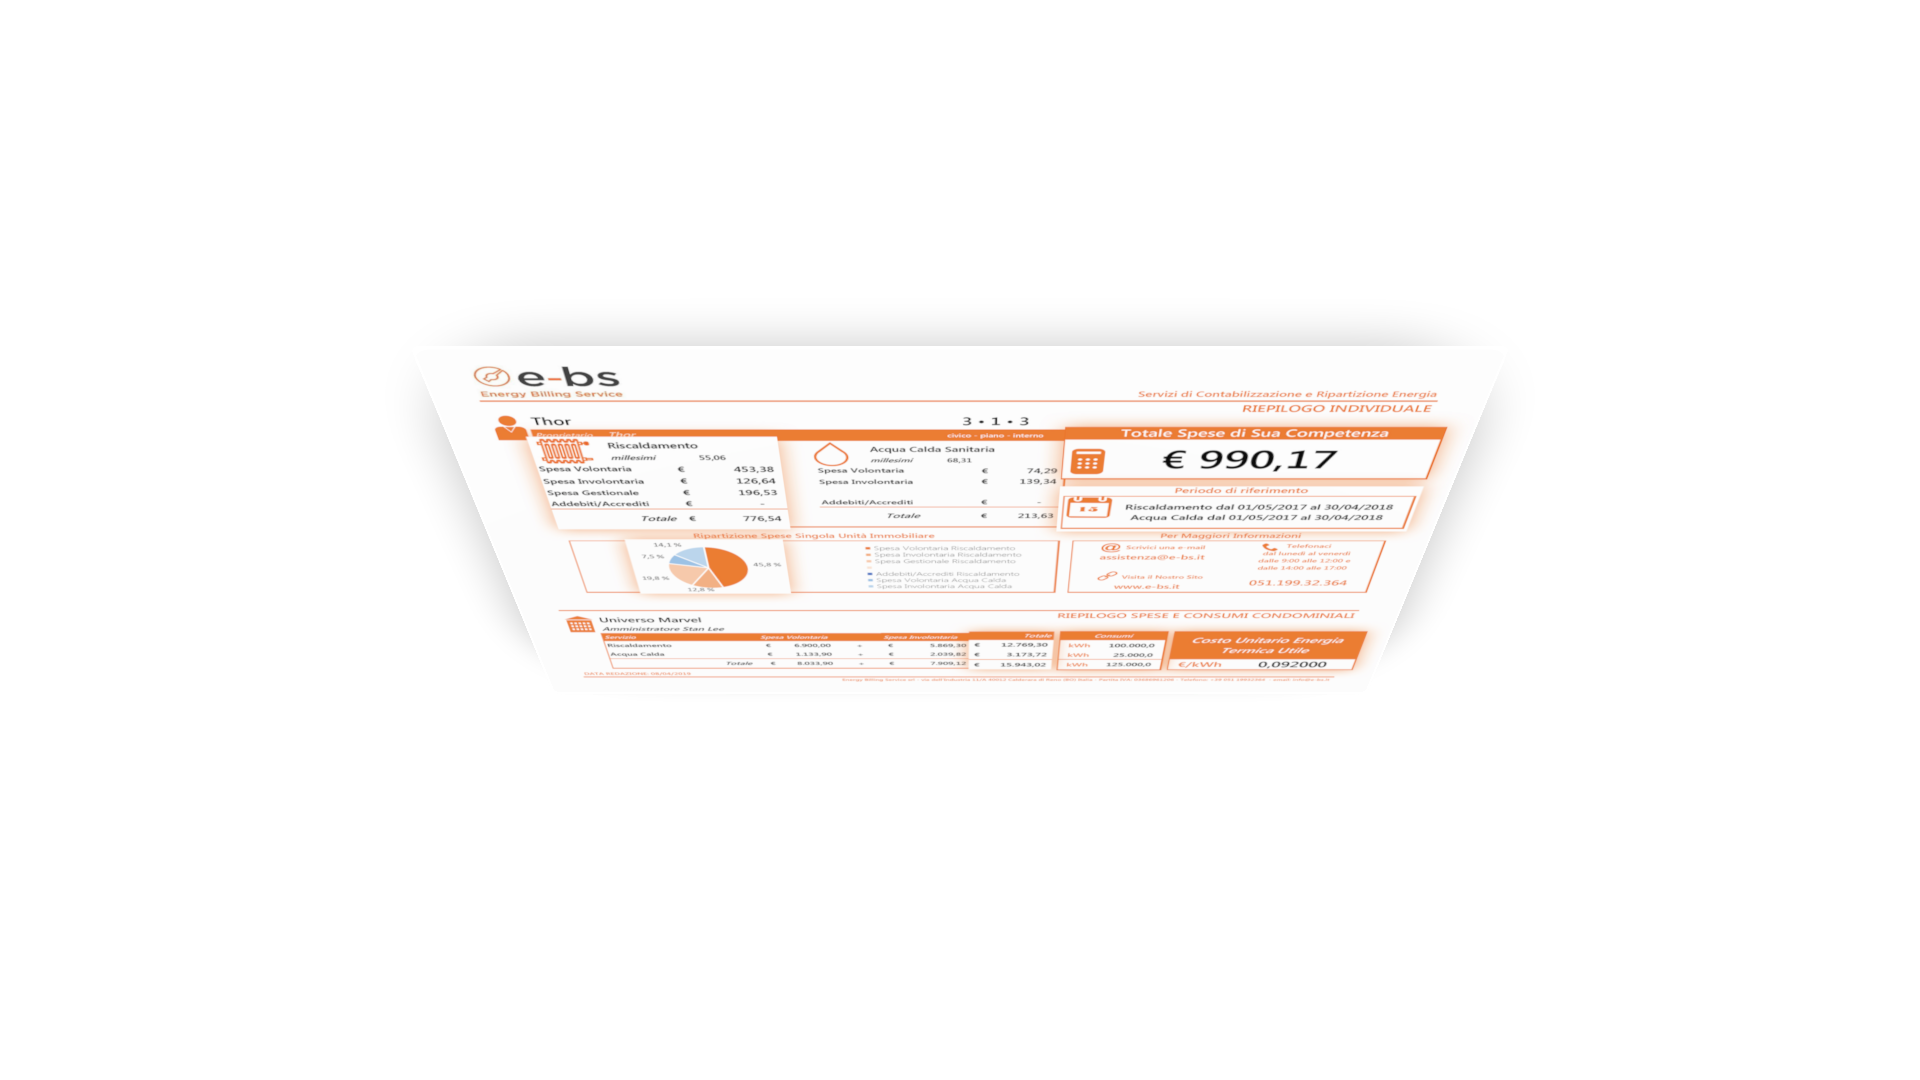 e-bs
Energy Billing Service
Servizi di Contabilizzazione e Ripartizione Energia
RIEPILOGO INDIVIDUALE
Thor
3 • 1 • 3
Proprietario Thor
civico - piano - interno
Riscaldamento
millesimi 55,06
Spesa Volontaria € 453,38
Spesa Involontaria € 126,64
Spesa Gestionale € 196,53
Addebiti/Accrediti € -
Totale € 776,54
Acqua Calda Sanitaria
millesimi 68,31
Spesa Volontaria € 74,29
Spesa Involontaria € 139,34
Addebiti/Accrediti € -
Totale € 213,63
Totale Spese di Sua Competenza
€ 990,17
Periodo di riferimento
15
Riscaldamento dal 01/05/2017 al 30/04/2018
Acqua Calda dal 01/05/2017 al 30/04/2018
Ripartizione Spese Singola Unità Immobiliare
14,1 %
7,5 %
45,8 %
19,8 %
12,8 %
Spesa Volontaria Riscaldamento
Spesa Involontaria Riscaldamento
Spesa Gestionale Riscaldamento
Addebiti/Accrediti Riscaldamento
Spesa Volontaria Acqua Calda
Spesa Involontaria Acqua Calda
Per Maggiori Informazioni
Scrivici una e-mail
assistenza@e-bs.it
Visita il Nostro Sito
www.e-bs.it
Telefonaci
dal lunedì al venerdì
dalle 9:00 alle 12:00 e
dalle 14:00 alle 17:00
051.199.32.364
RIEPILOGO SPESE E CONSUMI CONDOMINIALI
Universo Marvel
Amministratore Stan Lee
Servizio Spesa Volontaria Spesa Involontaria Totale Consumi
Riscaldamento € 6.900,00 + € 5.869,30 € 12.769,30 kWh 100.000,0
Acqua Calda € 1.133,90 + € 2.039,82 € 3.173,72 kWh 25.000,0
Totale € 8.033,90 + € 7.909,12 € 15.943,02 kWh 125.000,0
Costo Unitario Energia
Termica Utile
€/kWh 0,092000
DATA REDAZIONE: 06/04/2019